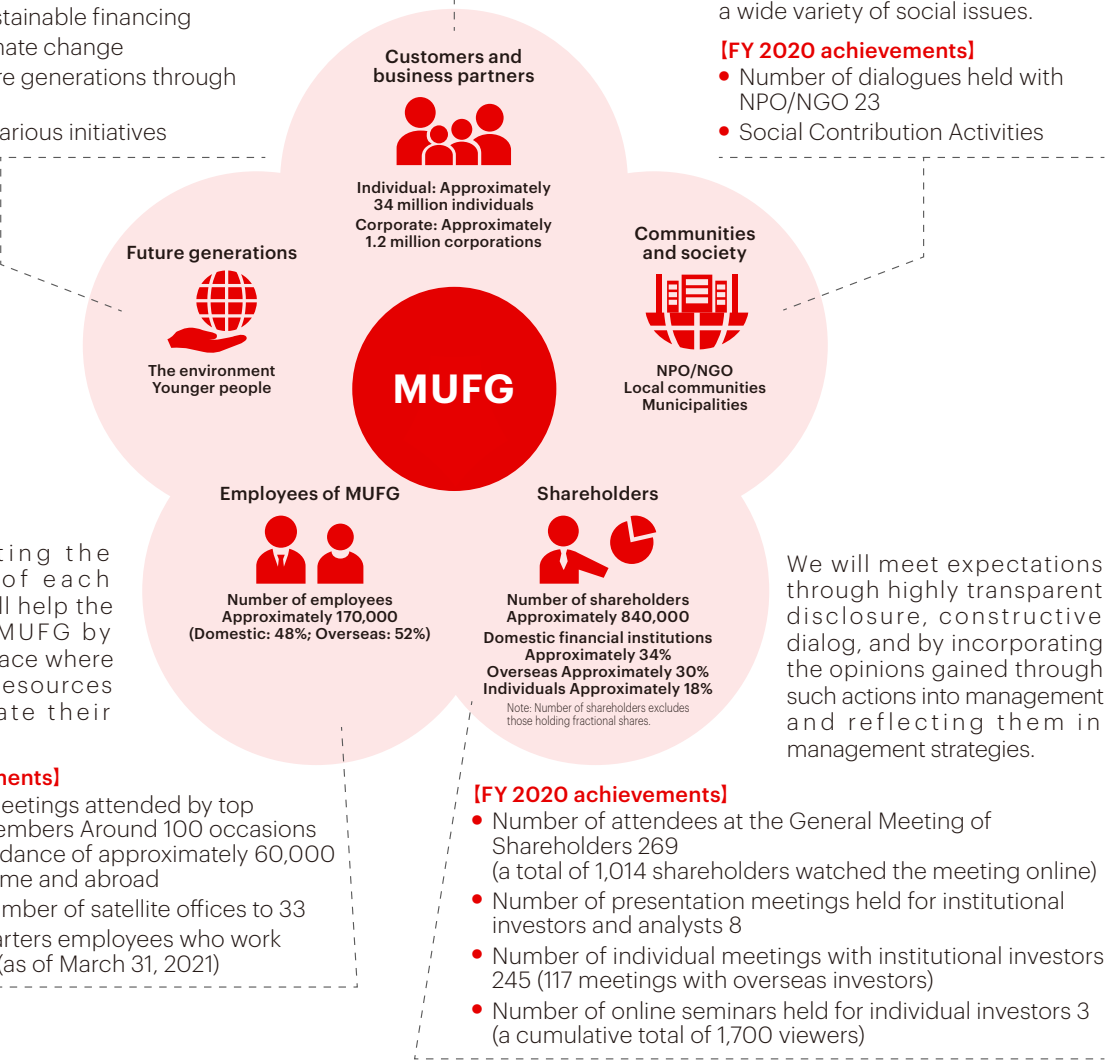 stainable financing
mate change
re generations through
arious initiatives
a wide variety of social issues.
【FY 2020 achievements】
• Number of dialogues held with
NPO/NGO 23
• Social Contribution Activities
Customers and
business partners
Individual: Approximately
34 million individuals
Corporate: Approximately
1.2 million corporations
Future generations
The environment
Younger people
Communities
and society
NPO/NGO
Local communities
Municipalities
MUFG
Employees of MUFG
Number of employees
Approximately 170,000
(Domestic: 48%; Overseas: 52%)
Shareholders
Number of shareholders
Approximately 840,000
Domestic financial institutions
Approximately 34%
Overseas Approximately 30%
Individuals Approximately 18%
Note: Number of shareholders excludes
those holding fractional shares.
ting the
of each
ll help the
MUFG by
ace where
esources
ate their
ments】
eetings attended by top
embers Around 100 occasions
dance of approximately 60,000
me and abroad
mber of satellite offices to 33
arters employees who work
(as of March 31, 2021)
We will meet expectations
through highly transparent
disclosure, constructive
dialog, and by incorporating
the opinions gained through
such actions into management
and reflecting them in
management strategies.
【FY 2020 achievements】
• Number of attendees at the General Meeting of
Shareholders 269
(a total of 1,014 shareholders watched the meeting online)
• Number of presentation meetings held for institutional
investors and analysts 8
• Number of individual meetings with institutional investors
245 (117 meetings with overseas investors)
• Number of online seminars held for individual investors 3
(a cumulative total of 1,700 viewers)